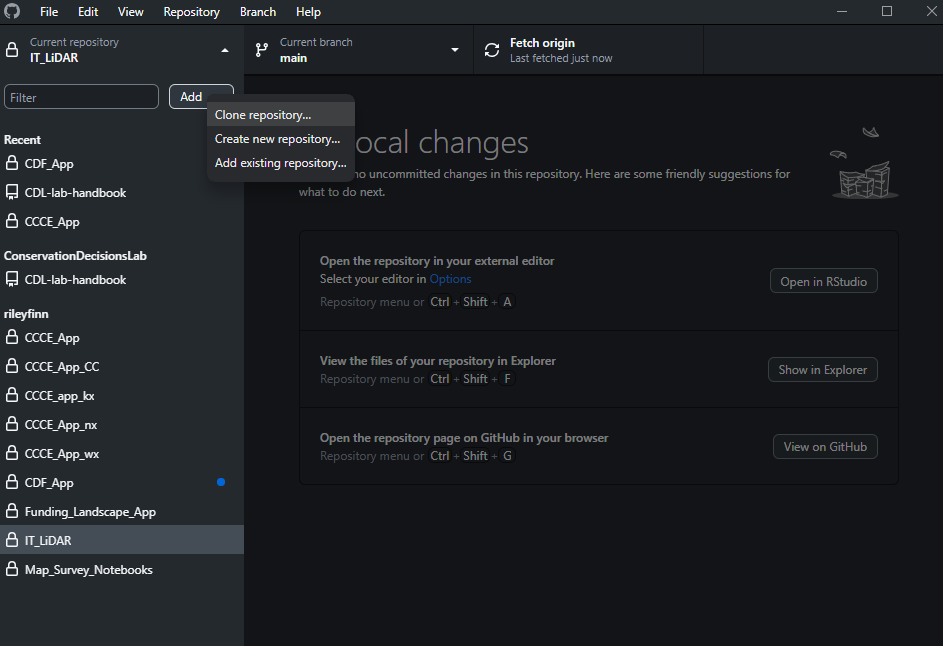 File Edit View Repository Branch Help
Current repository
IT_LiDAR
Current branch
main
Fetch origin
Last fetched just now
Filter
Add
Clone repository...
Create new repository...
Add existing repository...
Recent
CDF_App
CDL-lab-handbook
CCCE_App
ConservationDecisionsLab
CDL-lab-handbook
rileyfinn
CCCE_App
CCCE_App_CC
CCCE_app_kx
CCCE_App_nx
CCCE_App_wx
CDF_App
Funding_Landscape_App
IT_LiDAR
Map_Survey_Notebooks
ocal changes
no uncommitted changes in this repository. Here are some friendly suggestions for
what to do next.
Open the repository in your external editor
Select your editor in Options
Repository menu or Ctrl + Shift + A
Open in RStudio
View the files of your repository in Explorer
Repository menu or Ctrl + Shift + F
Show in Explorer
Open the repository page on GitHub in your browser
Repository menu or Ctrl + Shift + G
View on GitHub